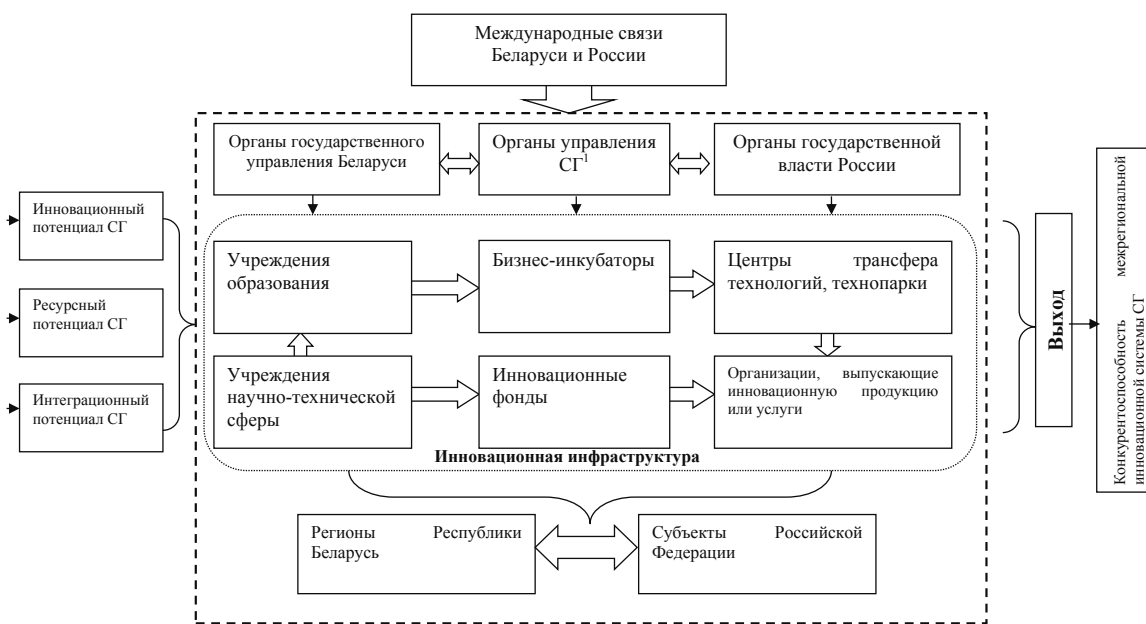 Международные связи
Беларуси и России
Органы государственного
управления Беларуси
Органы управления
СГ1
Органы государственной
власти России
Инновационный
потенциал СГ
Ресурсный
потенциал СГ
Интеграционный
потенциал СГ
Учреждения
образования
Бизнес-инкубаторы
Центры трансфера
технологий, технопарки
Учреждения
научно-технической
сферы
Инновационные
фонды
Организации, выпускающие
инновационную продукцию
или услуги
Инновационная инфраструктура
Регионы Республики
Беларусь
Субъекты Российской
Федерации
Выход
Конкурентоспособность межрегиональной
инновационной системы СГ